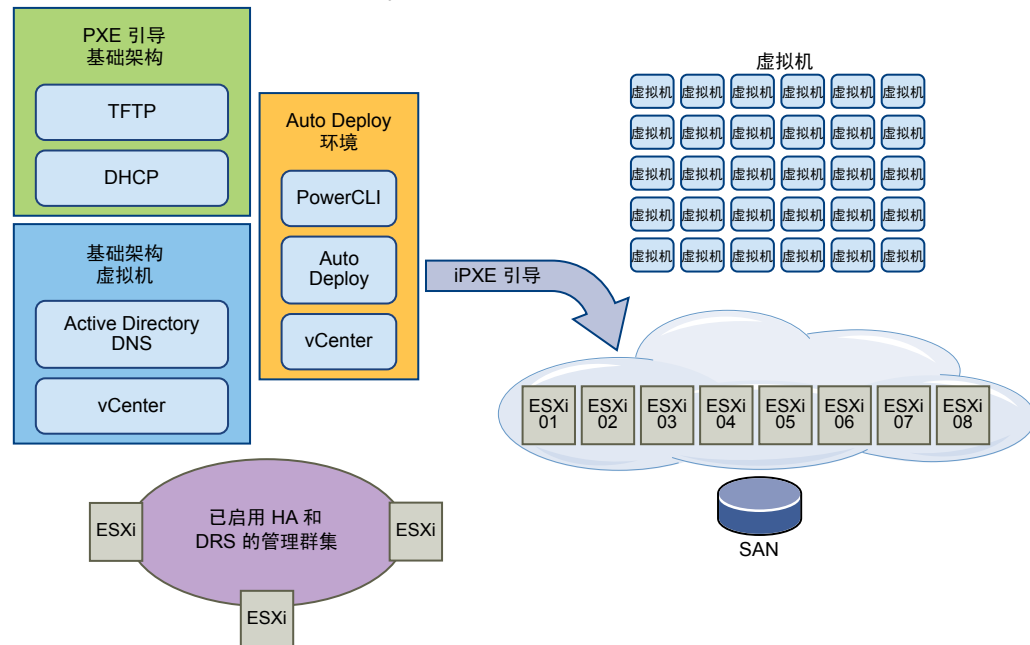 PXE 引导
基础架构
TFTP
DHCP
基础架构
虚拟机
Active Directory
DNS
vCenter
Auto Deploy
环境
PowerCLI
Auto
Deploy
vCenter
iPXE 引导
虚拟机
虚拟机 虚拟机 虚拟机 虚拟机 虚拟机 虚拟机
虚拟机 虚拟机 虚拟机 虚拟机 虚拟机 虚拟机
虚拟机 虚拟机 虚拟机 虚拟机 虚拟机 虚拟机
虚拟机 虚拟机 虚拟机 虚拟机 虚拟机 虚拟机
虚拟机 虚拟机 虚拟机 虚拟机 虚拟机 虚拟机
ESXi ESXi ESXi ESXi ESXi ESXi ESXi ESXi
01 02 03 04 05 06 07 08
SAN
已启用 HA 和
DRS 的管理群集
ESXi
ESXi
ESXi